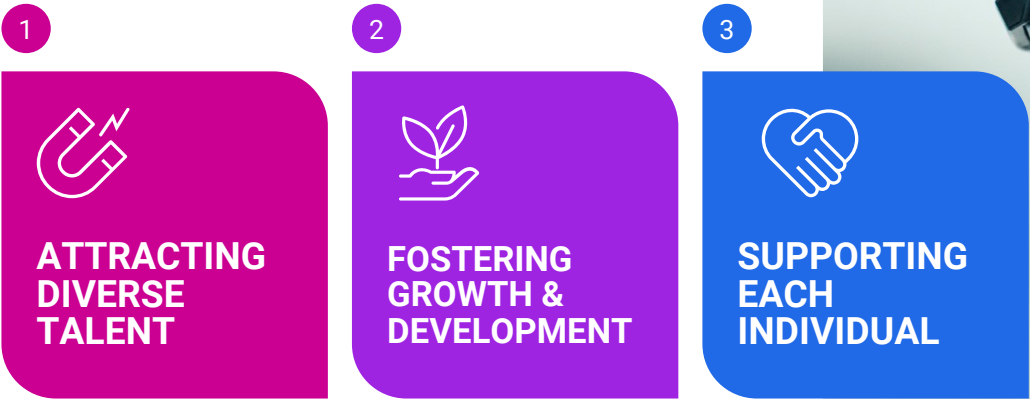 1
ATTRACTING
DIVERSE
TALENT
2
FOSTERING
GROWTH &
DEVELOPMENT
3
SUPPORTING
EACH
INDIVIDUAL